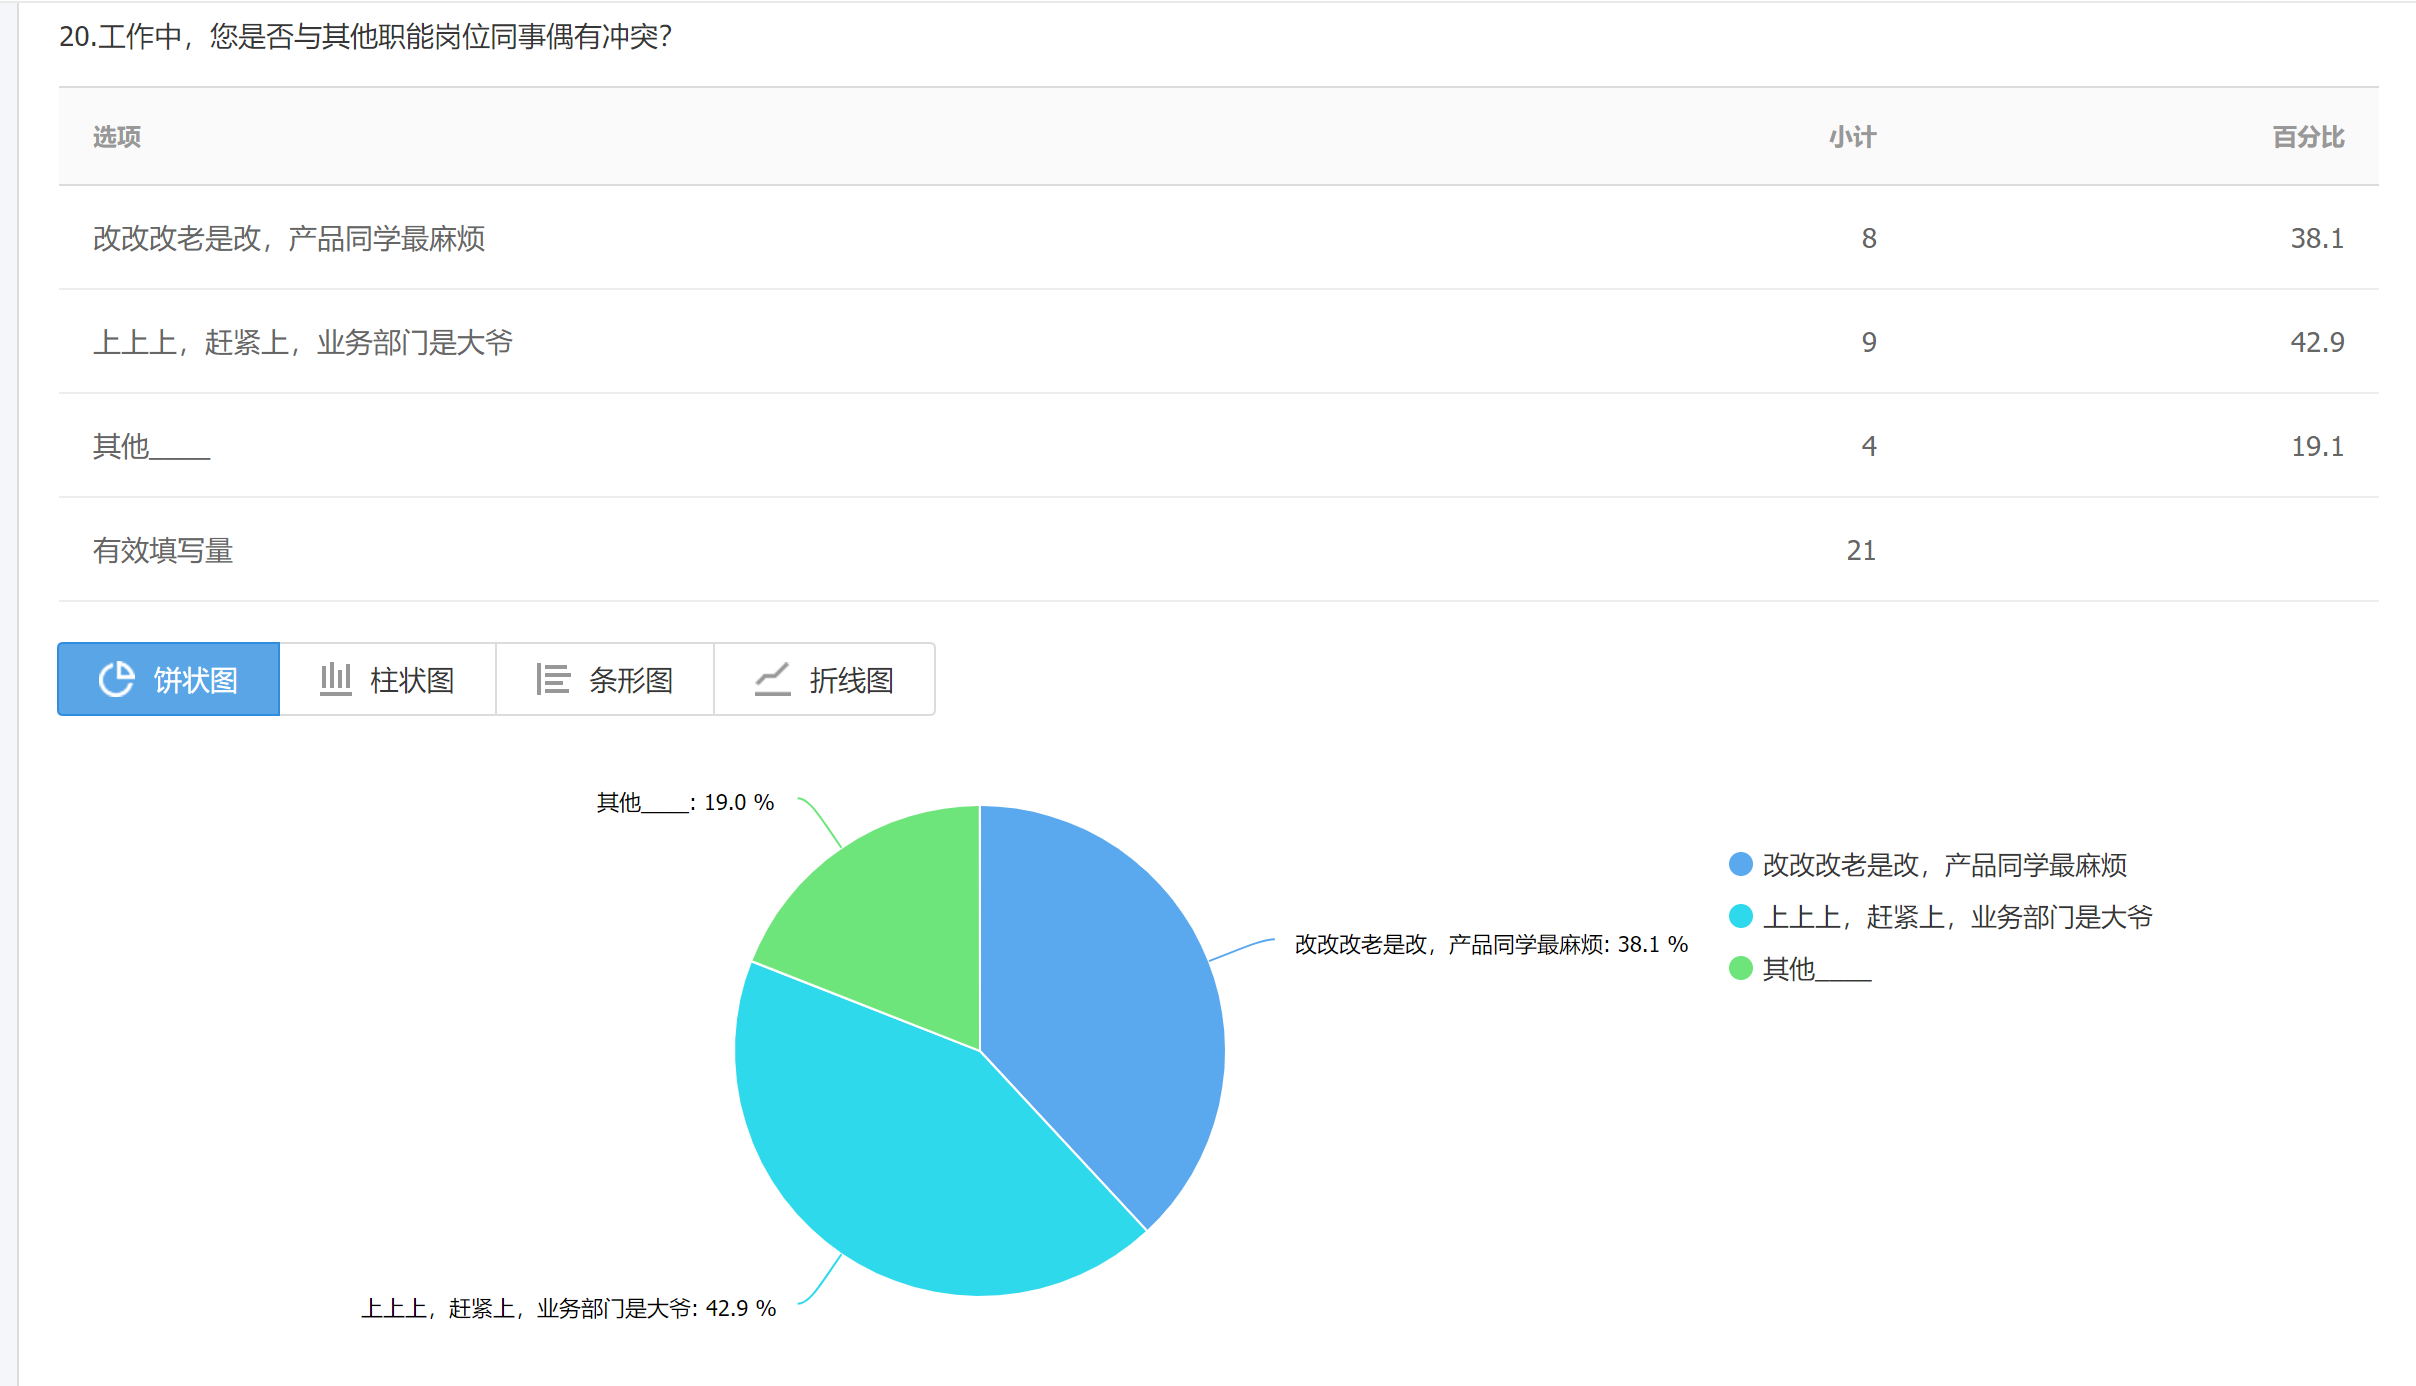 20.工作中，您是否与其他职能岗位同事偶有冲突？
选项 小计 百分比
改改改老是改，产品同学最麻烦 8 38.1
上上上，赶紧上，业务部门是大爷 9 42.9
其他____ 4 19.1
有效填写量 21
饼状图 柱状图 条形图 折线图
其他____: 19.0 %
改改改老是改，产品同学最麻烦: 38.1 %
上上上，赶紧上，业务部门是大爷: 42.9 %
改改改老是改，产品同学最麻烦
上上上，赶紧上，业务部门是大爷
其他____